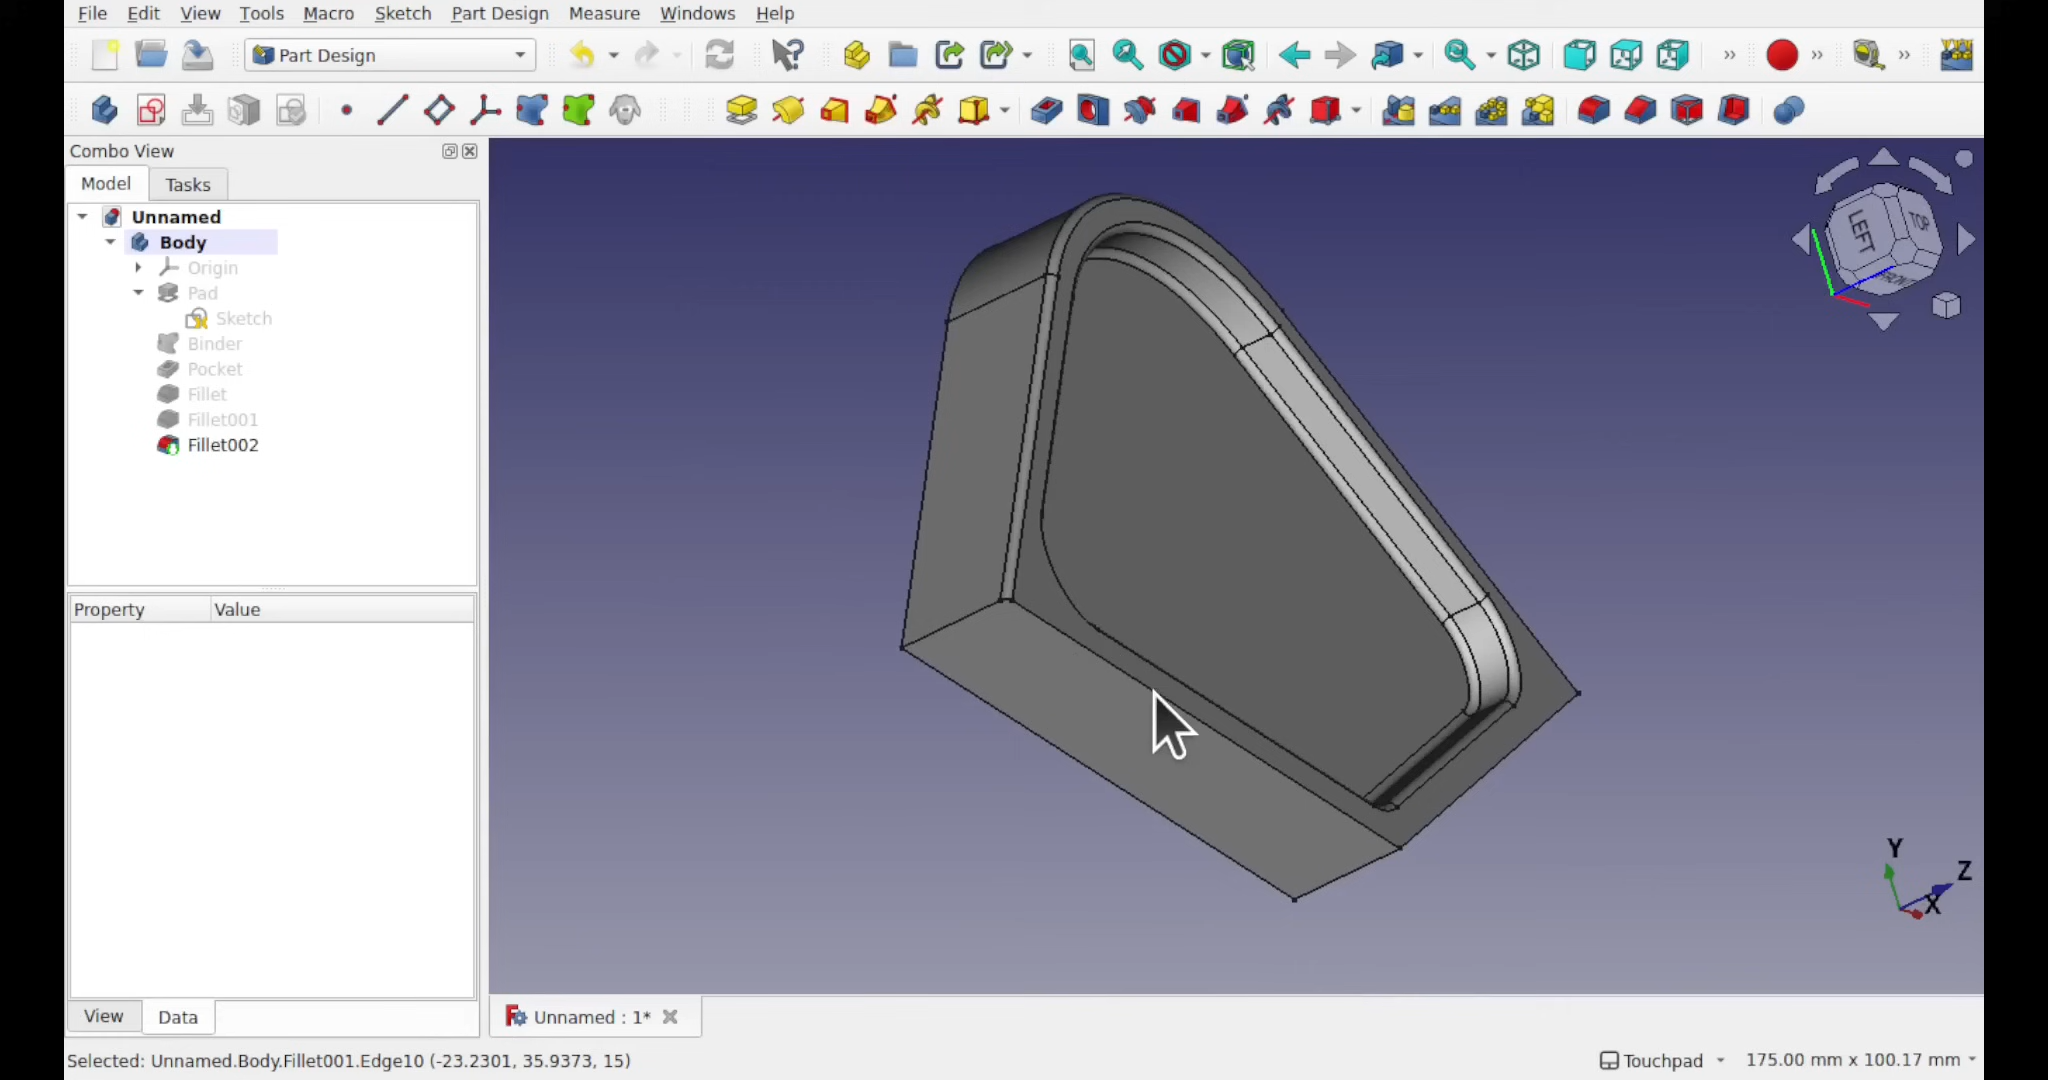 File Edit View Tools Macro Sketch Part Design Measure Windows Help
Part Design
Combo View
Model Tasks
Unnamed
Body
Origin
Pad
Sketch
Binder
Pocket
Fillet
Fillet001
Fillet002
Property Value
View Data
LEFT TOP
FRONT
Y
Z
X
Unnamed : 1*
Selected: Unnamed.Body.Fillet001.Edge10 (-23.2301, 35.9373, 15)
Touchpad 175.00 mm x 100.17 mm